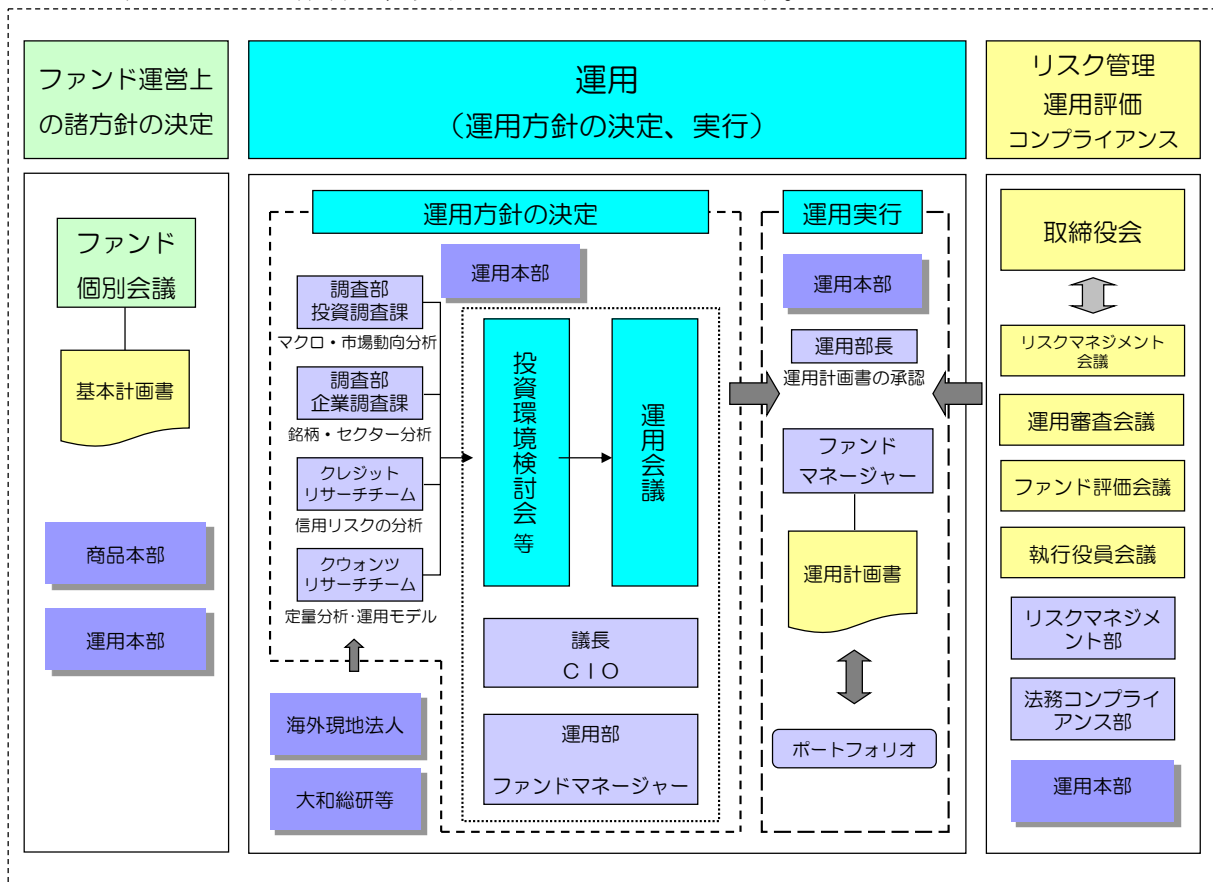 ファンド運営上
の諸方針の決定
運用
(運用方針の決定、実行)
リスク管理
運用評価
コンプライアンス
ファンド
個別会議
基本計画書
商品本部
運用本部
運用方針の決定
運用本部
調査部
投資調査課
マクロ・市場動向分析
調査部
企業調査課
銘柄・セクター分析
クレジット
リサーチチーム
信用リスクの分析
クウォンツ
リサーチチーム
定量分析・運用モデル
海外現地法人
大和総研等
投資環境検討会 等
運用会議
議長
CIO
運用部
ファンドマネージャー
運用実行
運用本部
運用部長
運用計画書の承認
ファンド
マネージャー
運用計画書
ポートフォリオ
取締役会
リスクマネジメント
会議
運用審査会議
ファンド評価会議
執行役員会議
リスクマネジメ
ント部
法務コンプライ
アンス部
運用本部